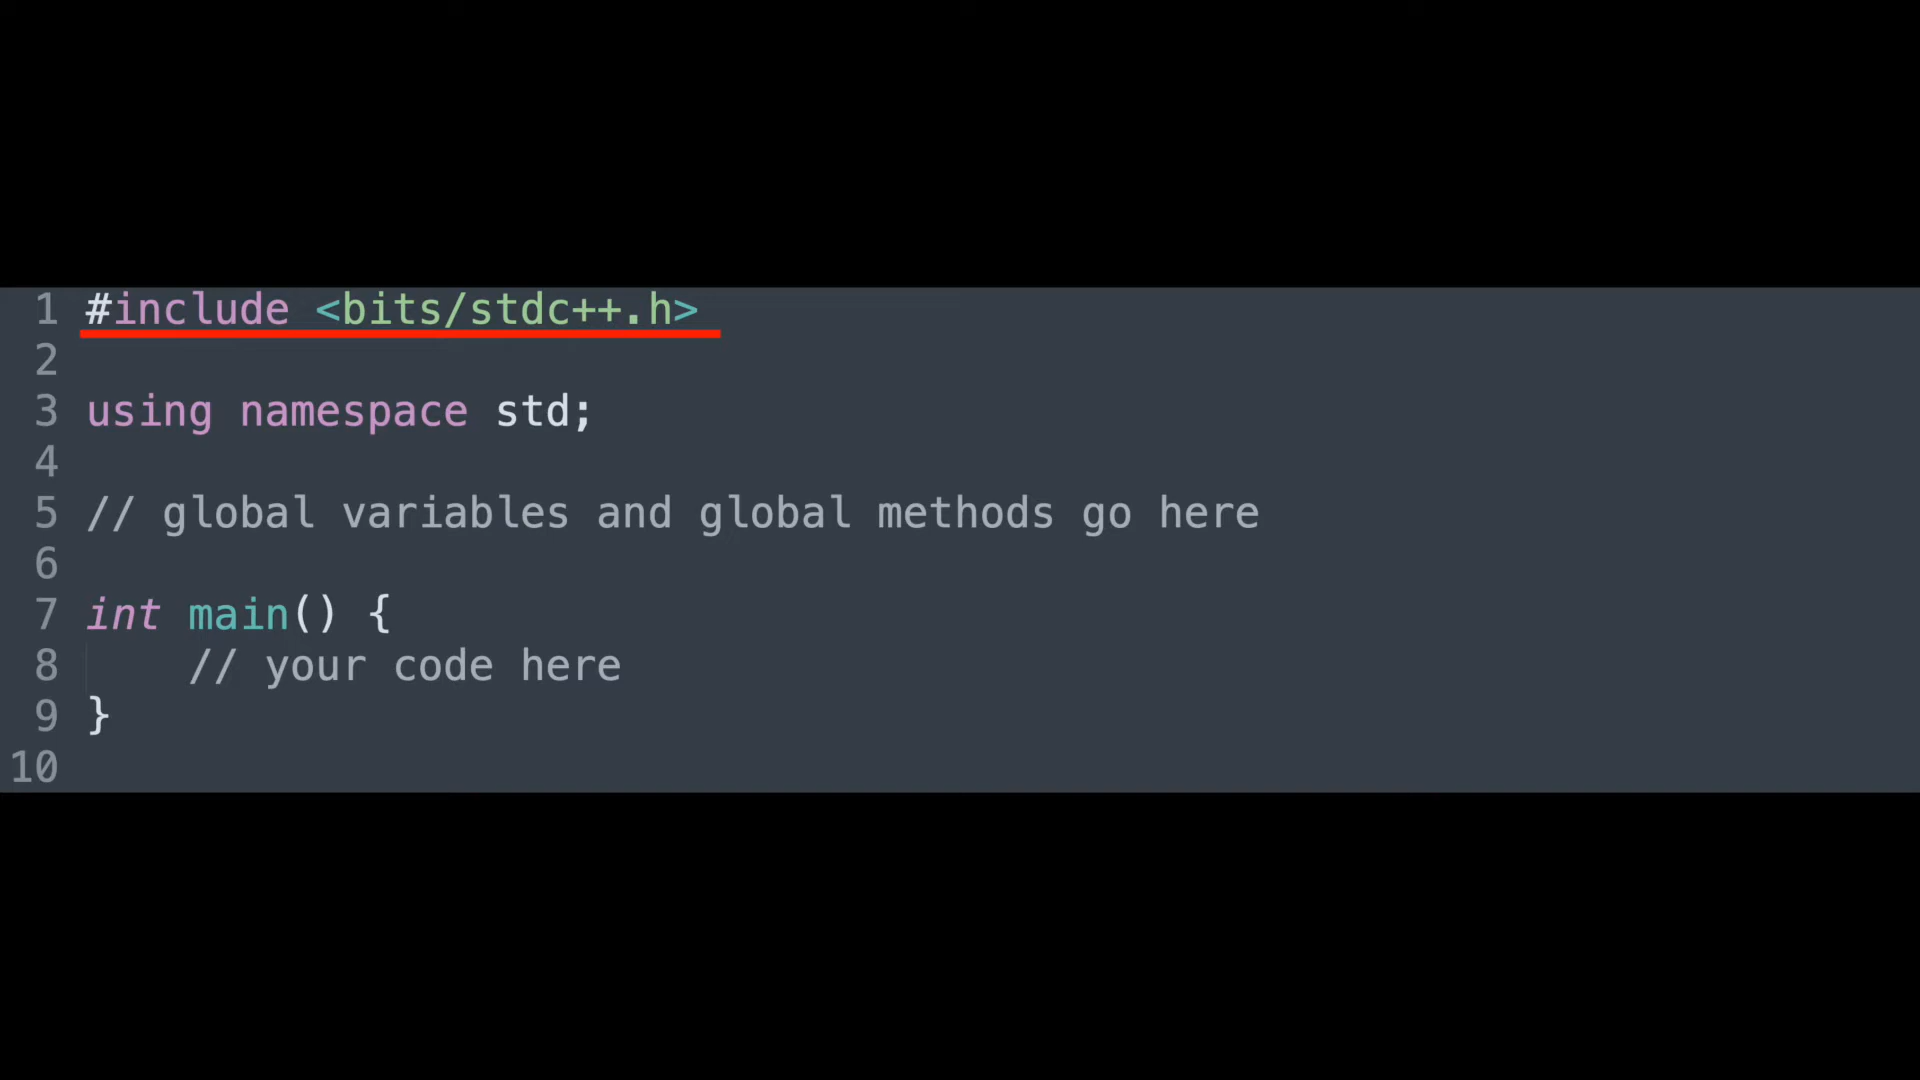 1 #include <bits/stdc++.h>
2
3 using namespace std;
4
5 // global variables and global methods go here
6
7 int main() {
8     // your code here
9 }
10